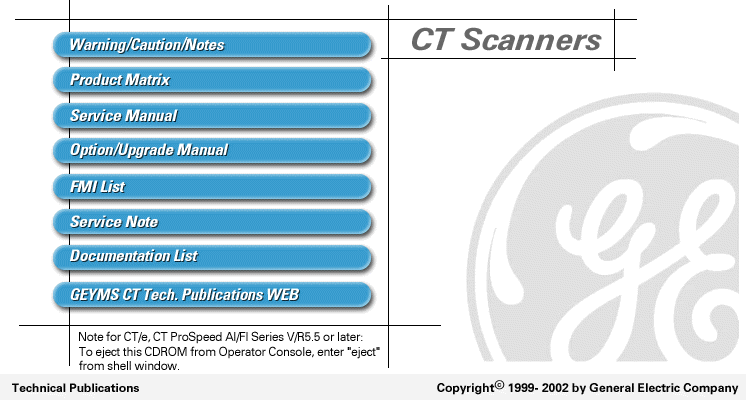 CT Scanners
Warning/Caution/Notes
Product Matrix
Service Manual
Option/Upgrade Manual
FMI List
Service Note
Documentation List
GEYMS CT Tech. Publications WEB
GE
®
Note for CT/e, CT ProSpeed AI/FI Series V/R5.5 or later:
To eject this CDROM from Operator Console, enter "eject"
from shell window.
Technical Publications
Copyright© 1999- 2002 by General Electric Company